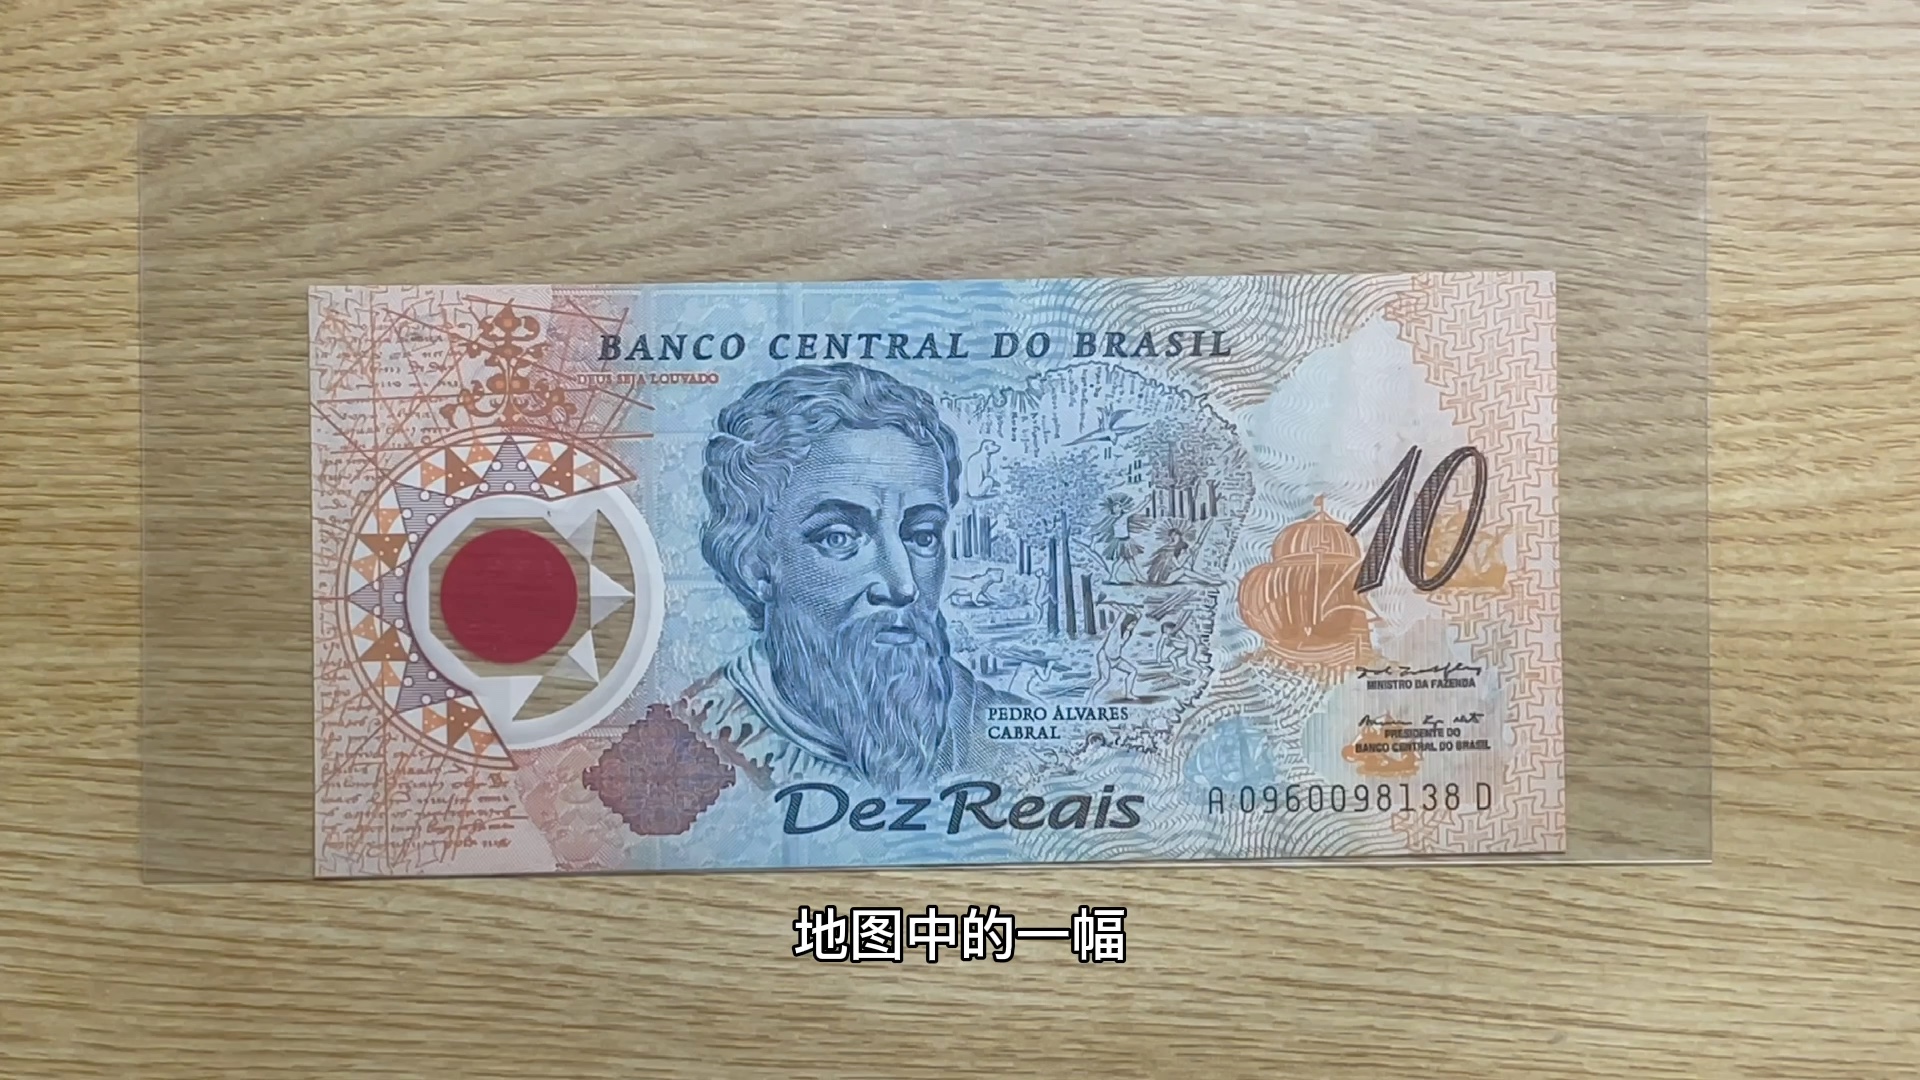 BANCO CENTRAL DO BRASIL
DEUS SEJA LOUVADO
10
MINISTRO DA FAZENDA
PEDRO ÁLVARES
CABRAL
PRESIDENTE DO
BANCO CENTRAL DO BRASIL
Dez Reais
A 0960098138 D
地图中的一幅